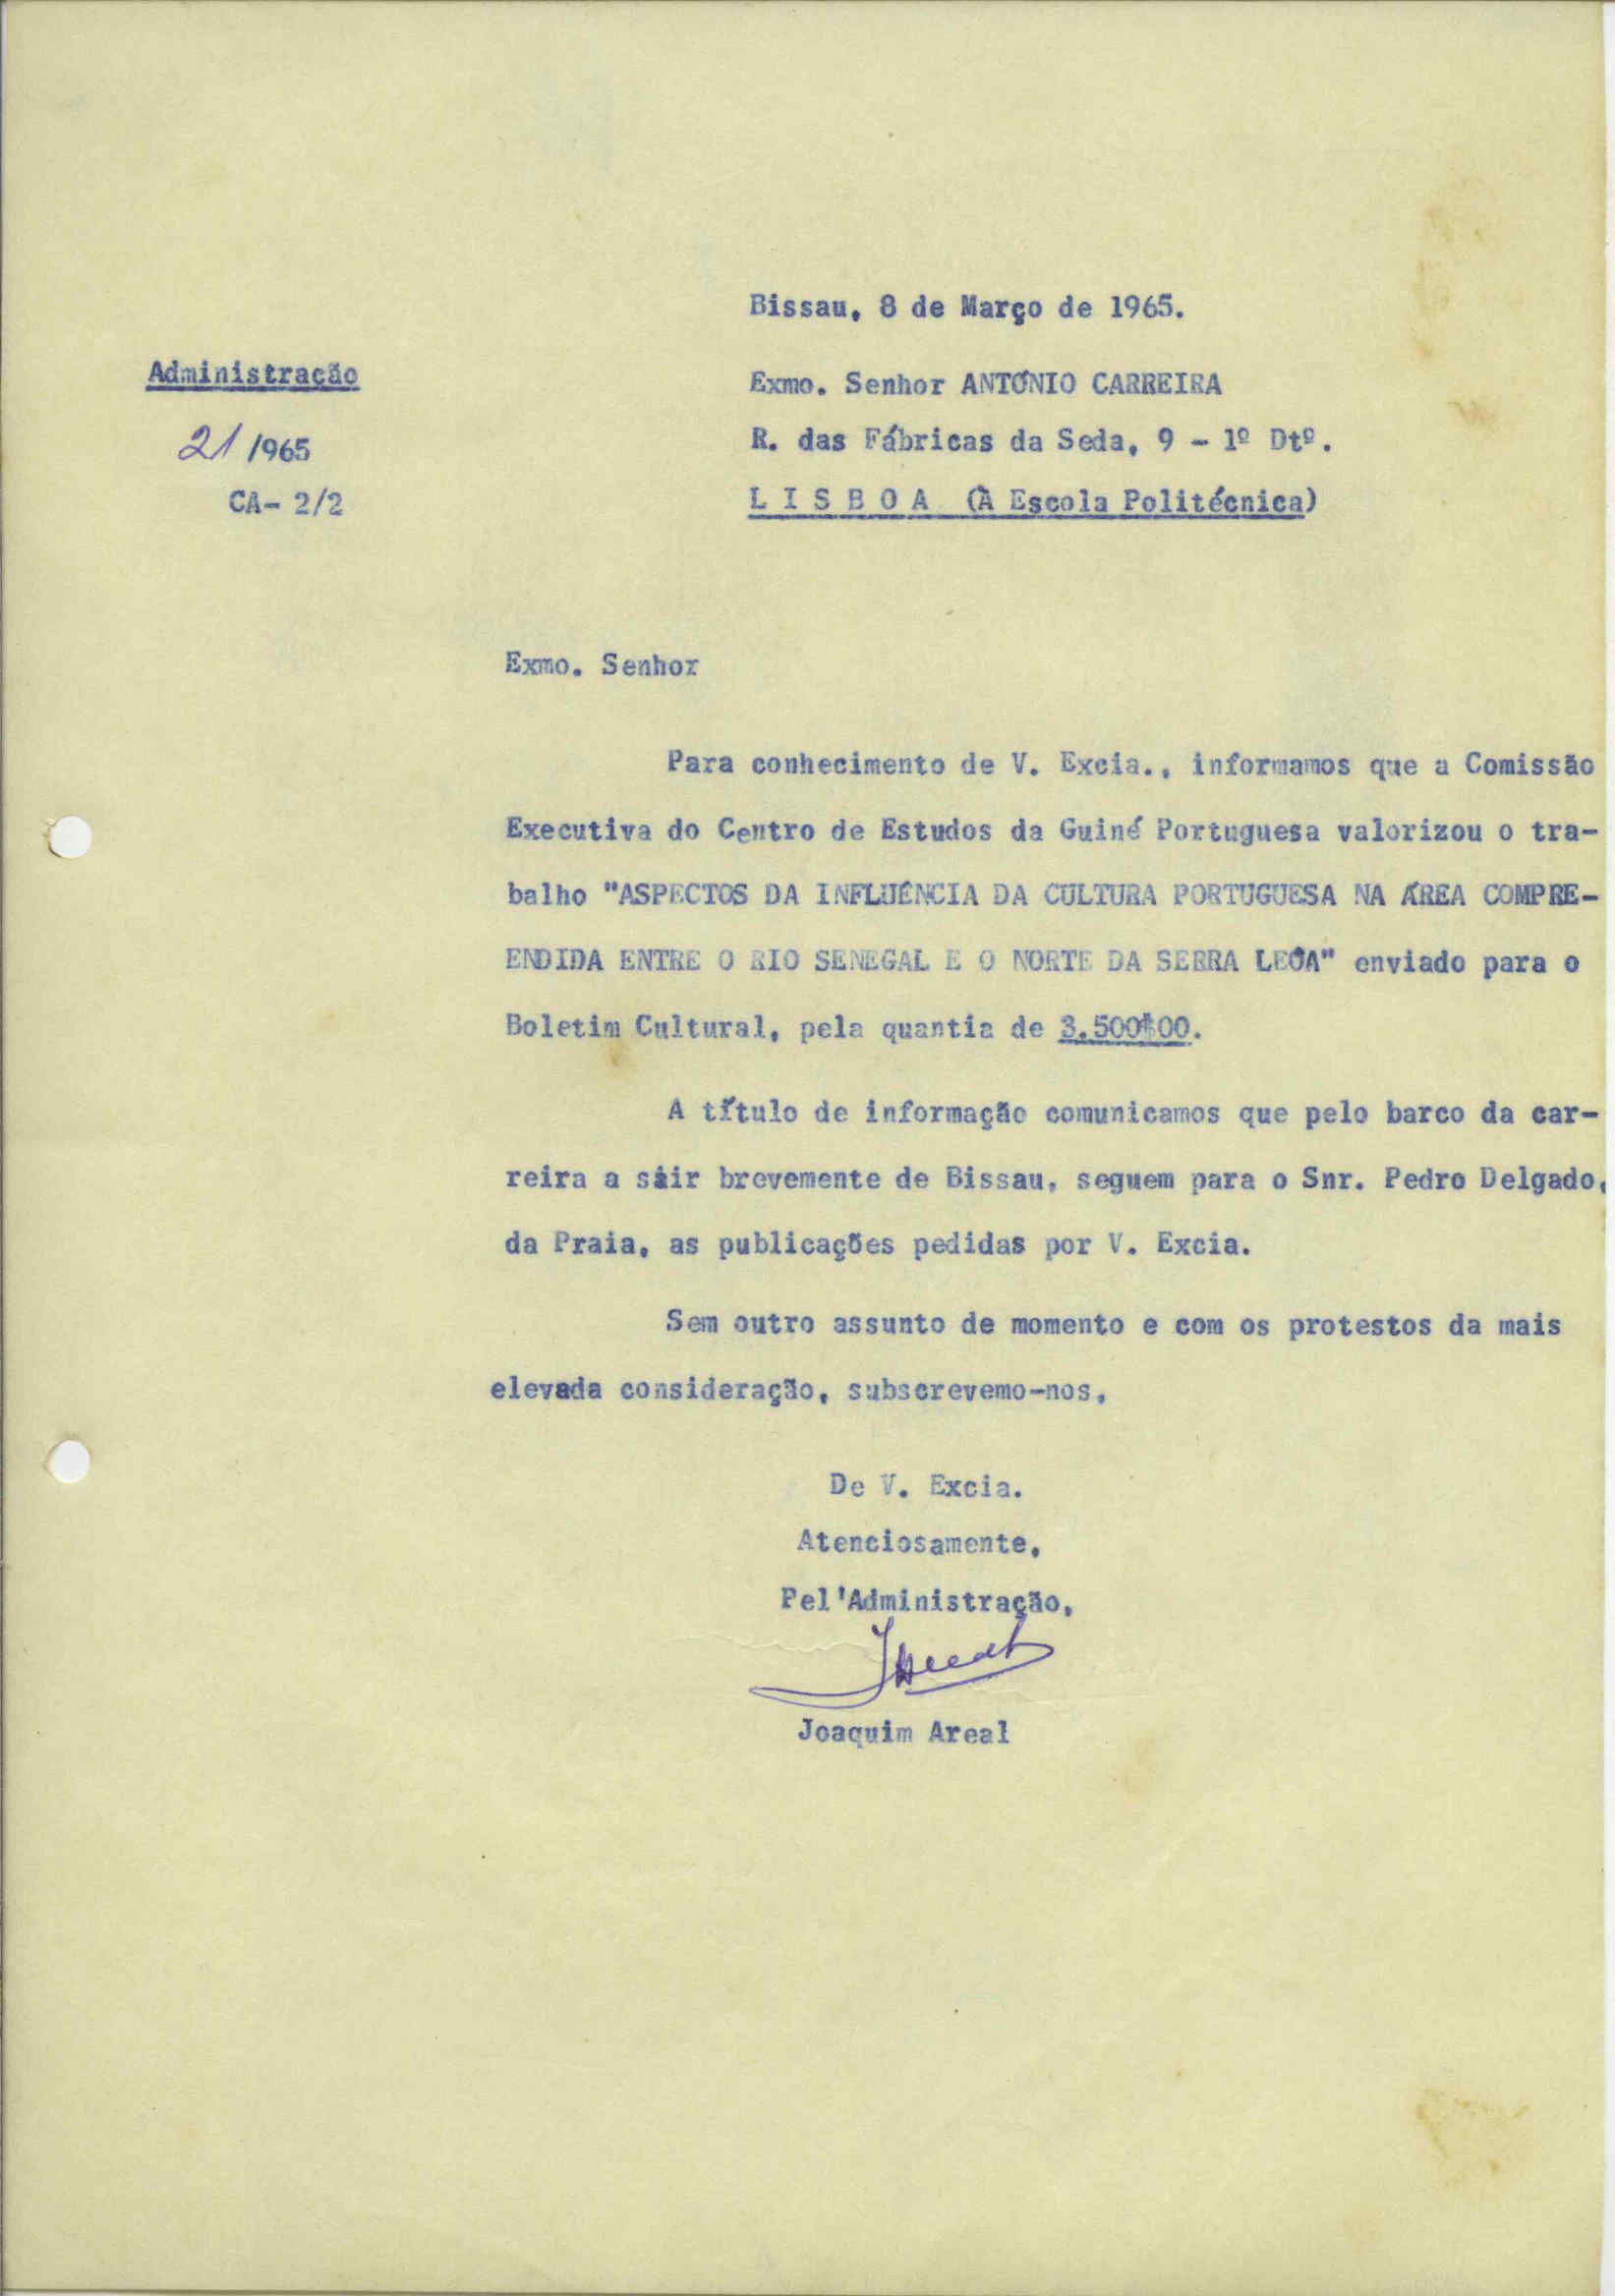 Bissau, 8 de Março de 1965.
Administração
Exmo. Senhor ANTÓNIO CARREIRA
21/965
R. das Fábricas da Seda, 9 - 1º Dtº.
CA- 2/2
L I S B O A (À Escola Politécnica)
Exmo. Senhor
Para conhecimento de V. Excia., informamos que a Comissão
Executiva do Centro de Estudos da Guiné Portuguesa valorizou o tra-
balho "ASPECTOS DA INFLUÊNCIA DA CULTURA PORTUGUESA NA ÁREA COMPRE-
ENDIDA ENTRE O RIO SENEGAL E O NORTE DA SERRA LEOA" enviado para o
Boletim Cultural, pela quantia de 3.500$00.
A título de informação comunicamos que pelo barco da car-
reira a sair brevemente de Bissau, seguem para o Snr. Pedro Delgado,
da Praia, as publicações pedidas por V. Excia.
Sem outro assunto de momento e com os protestos da mais
elevada consideração, subscrevemo-nos,
De V. Excia.
Atenciosamente,
Pel'Administração,
Joaquim Areal